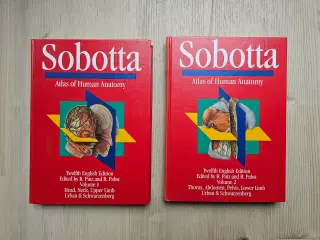 Sobotta
Atlas of Human Anatomy
Twelfth English Edition
Edited by R. Putz and R. Pabst
Volume 1
Head, Neck, Upper Limb
Urban & Schwarzenberg
Sobotta
Atlas of Human Anatomy
Twelfth English Edition
Edited by R. Putz and R. Pabst
Volume 2
Thorax, Abdomen, Pelvis, Lower Limb
Urban & Schwarzenberg